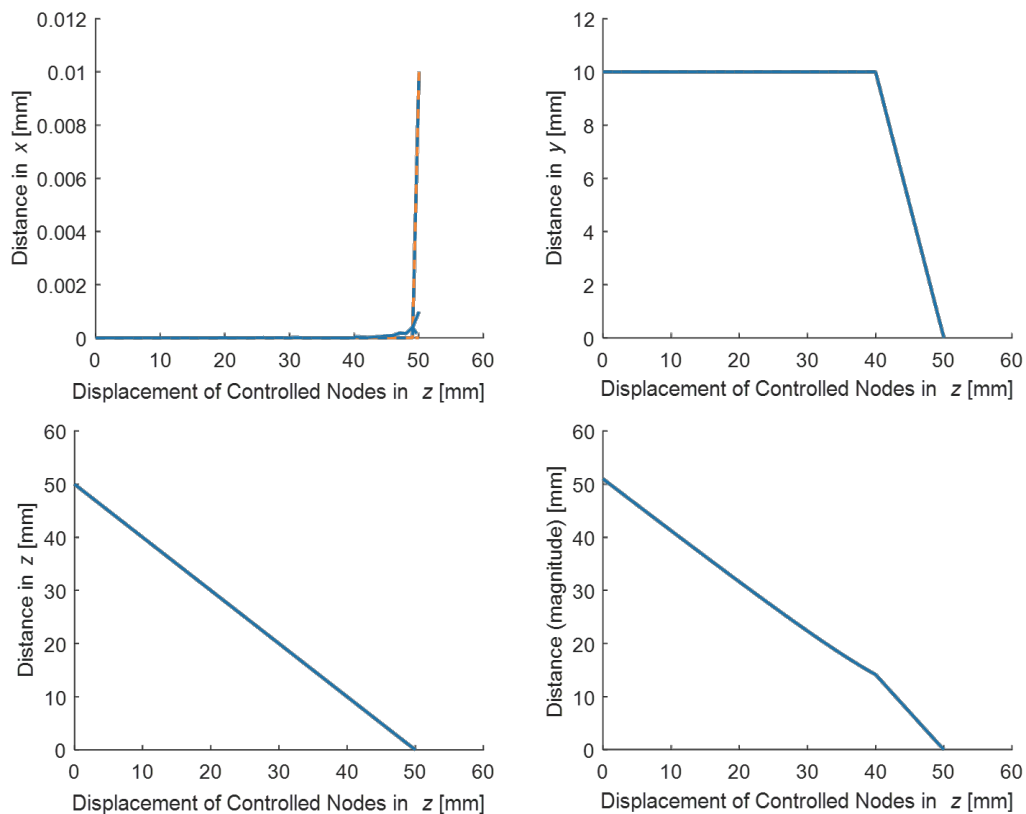 Distance in x [mm]
0.012
0.01
0.008
0.006
0.004
0.002
0
0 10 20 30 40 50 60
Displacement of Controlled Nodes in z [mm]
Distance in y [mm]
12
10
8
6
4
2
0
0 10 20 30 40 50 60
Displacement of Controlled Nodes in z [mm]
Distance in z [mm]
60
50
40
30
20
10
0
0 10 20 30 40 50 60
Displacement of Controlled Nodes in z [mm]
Distance (magnitude) [mm]
60
50
40
30
20
10
0
0 10 20 30 40 50 60
Displacement of Controlled Nodes in z [mm]